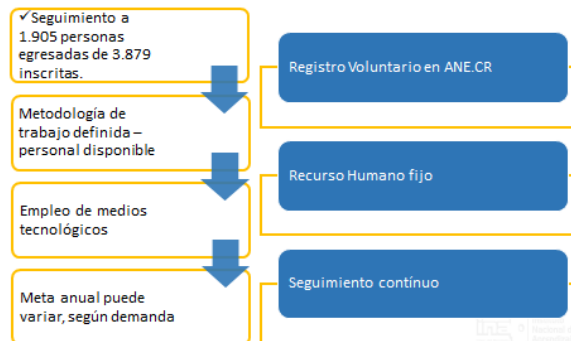 ✓Seguimiento a
1.905 personas
egresadas de 3.879
inscritas.
Metodología de
trabajo definida –
personal disponible
Empleo de medios
tecnológicos
Meta anual puede
variar, según demanda
Registro Voluntario en ANE.CR
Recurso Humano fijo
Seguimiento contínuo